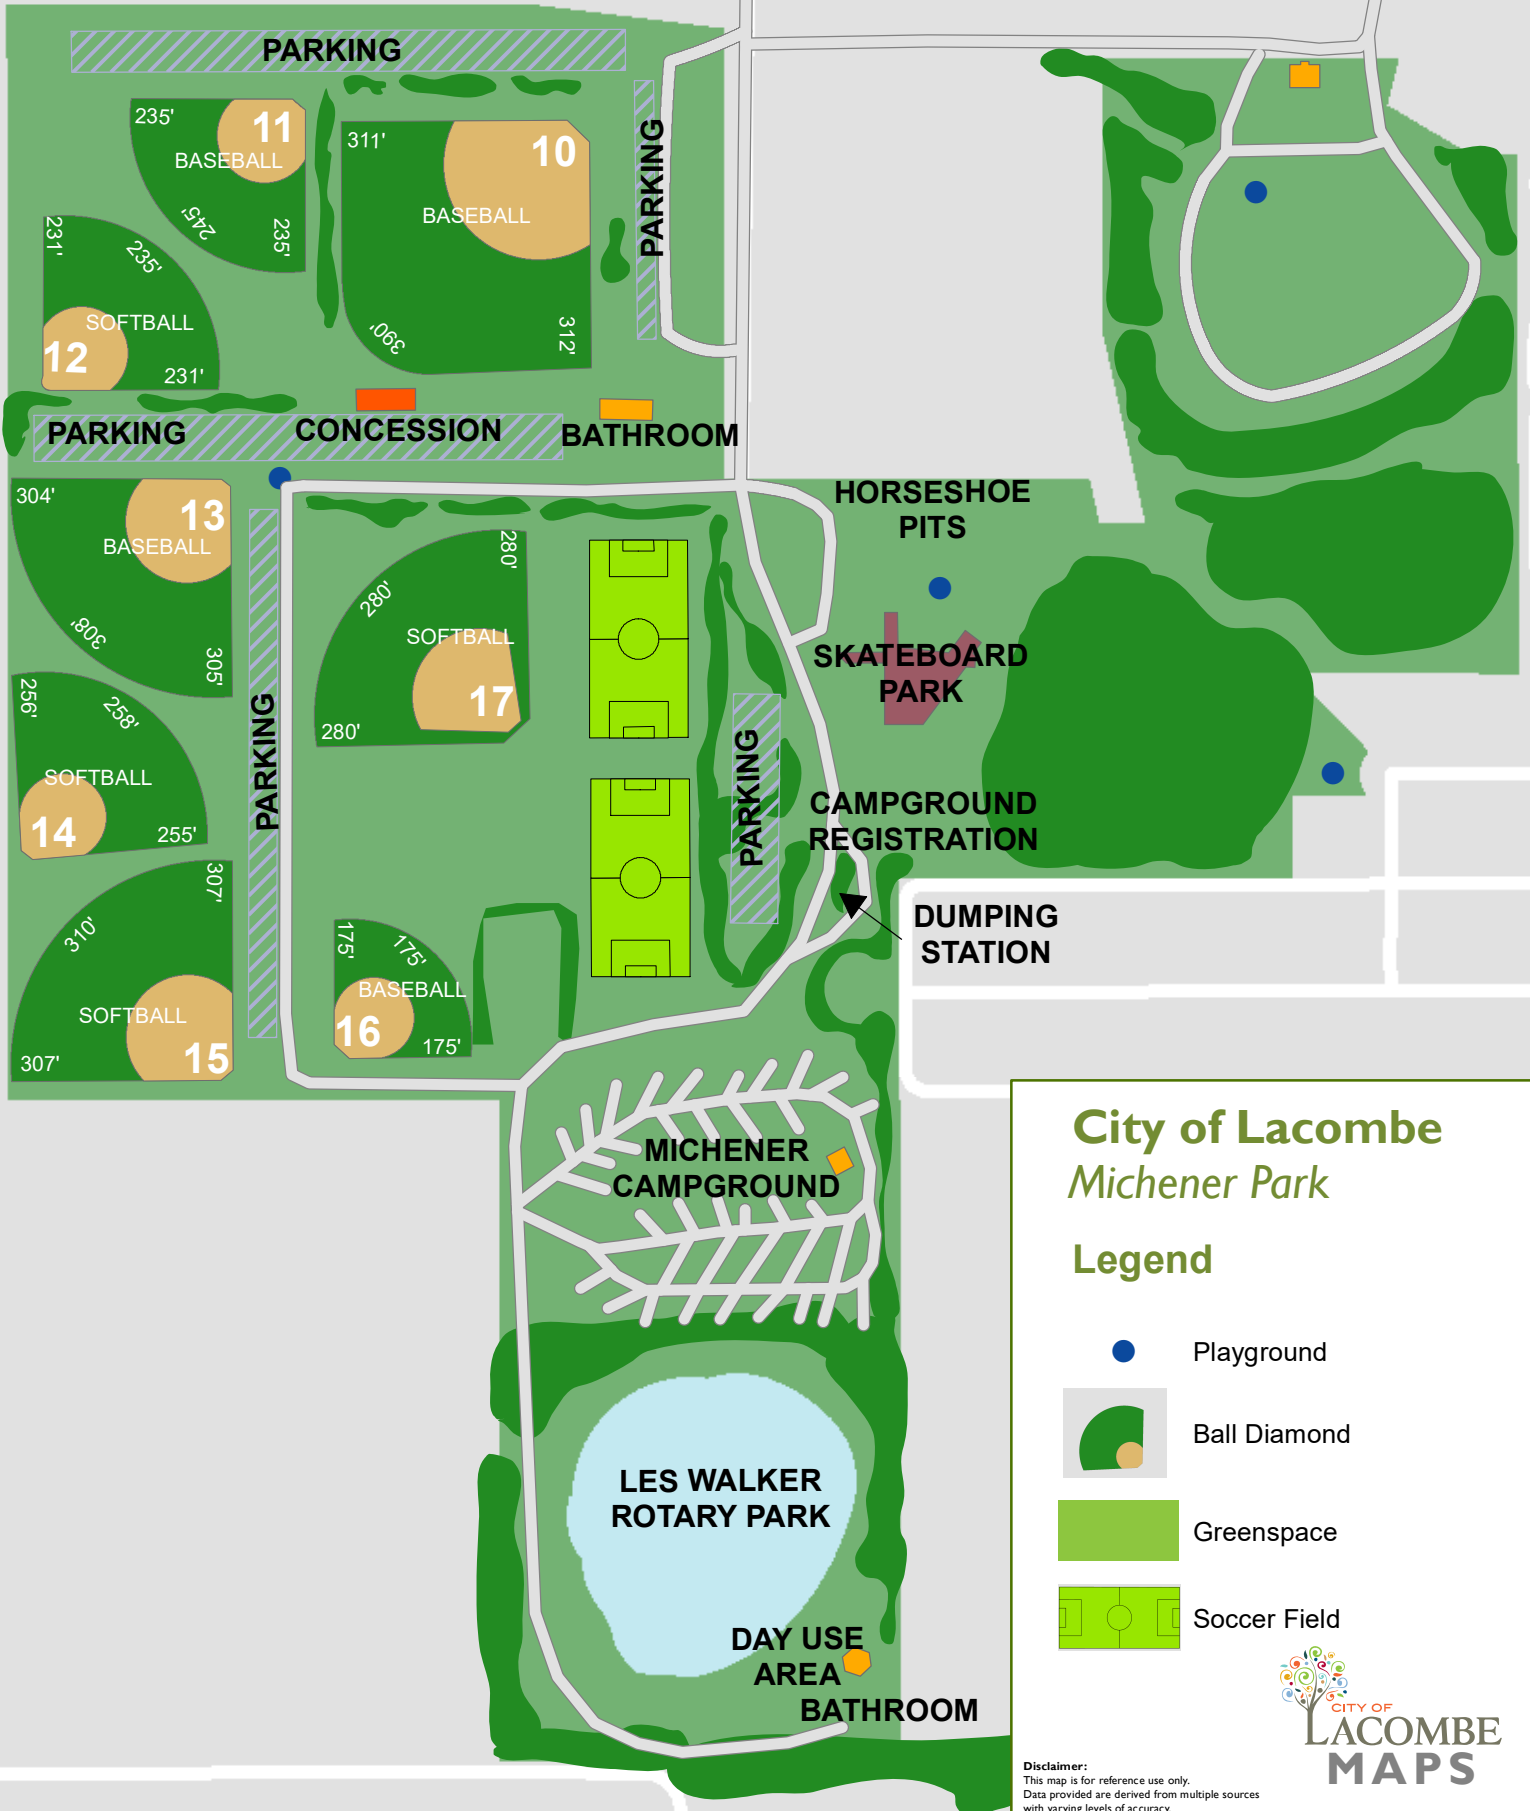 PARKING
235'
11
BASEBALL
245'
235'
311'
10
BASEBALL
390'
312'
PARKING
231'
235'
SOFTBALL
12
231'
PARKING
CONCESSION
BATHROOM
304'
13
BASEBALL
308'
305'
HORSESHOE
PITS
280'
280'
SOFTBALL
17
280'
SKATEBOARD
PARK
256'
258'
SOFTBALL
14
255'
PARKING
PARKING
CAMPGROUND
REGISTRATION
307'
310'
SOFTBALL
15
307'
175'
175'
BASEBALL
16
175'
DUMPING
STATION
MICHENER
CAMPGROUND
LES WALKER
ROTARY PARK
DAY USE
AREA
BATHROOM
City of Lacombe
Michener Park
Legend
Playground
Ball Diamond
Greenspace
Soccer Field
CITY OF
LACOMBE
MAPS
Disclaimer:
This map is for reference use only.
Data provided are derived from multiple sources
with varying levels of accuracy.